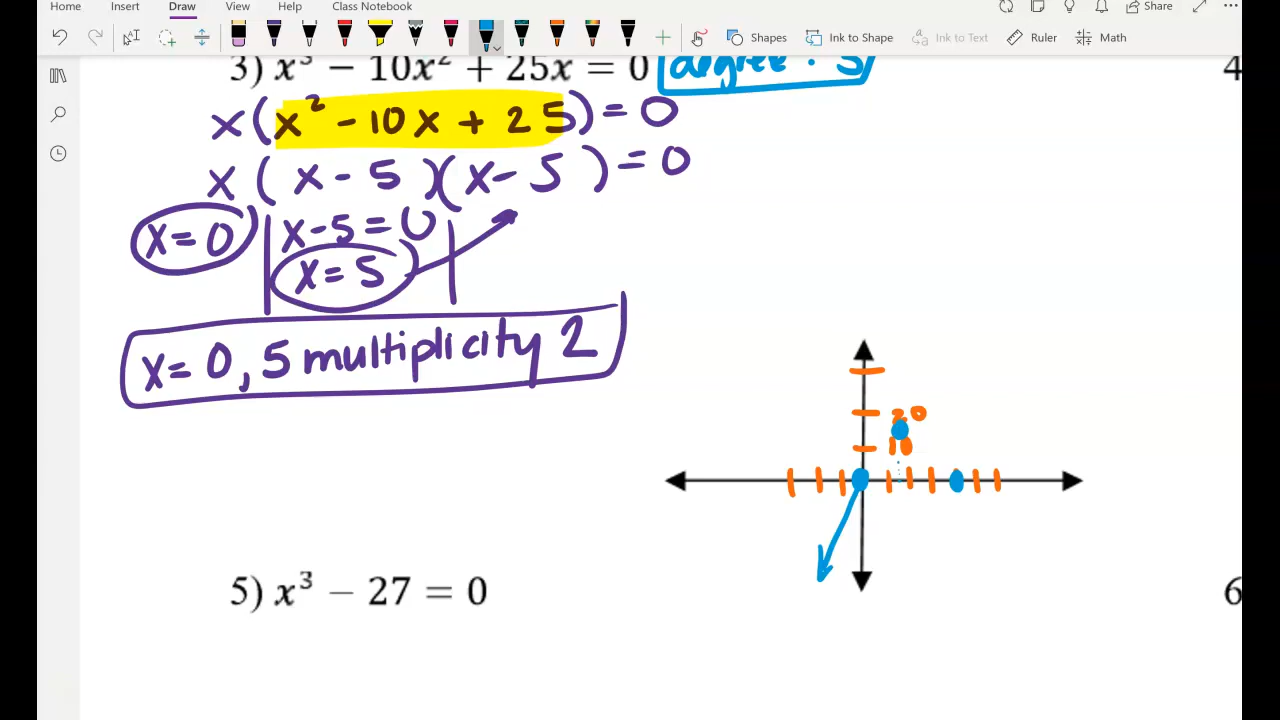 Home Insert Draw View Help Class Notebook Share
Ink to Text Shapes Ink to Shape Ruler Math
3) x³ − 10x² + 25x = 0 degree: 3 4
x(x² - 10x + 25) = 0
x(x - 5)(x - 5) = 0
x=0 x-5=0
x=5
x= 0, 5 multiplicity 2
5) x³ − 27 = 0 6